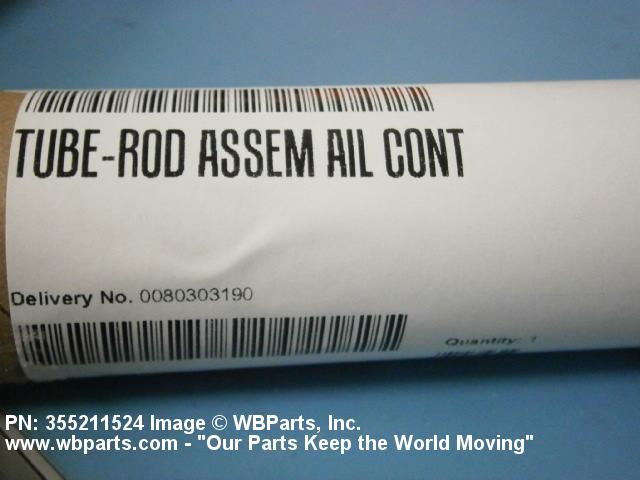 TUBE-ROD ASSEM AIL CONT
Delivery No. 0080303190
Quantity: 1
PN: 355211524 Image © WBParts, Inc.
www.wbparts.com - "Our Parts Keep the World Moving"